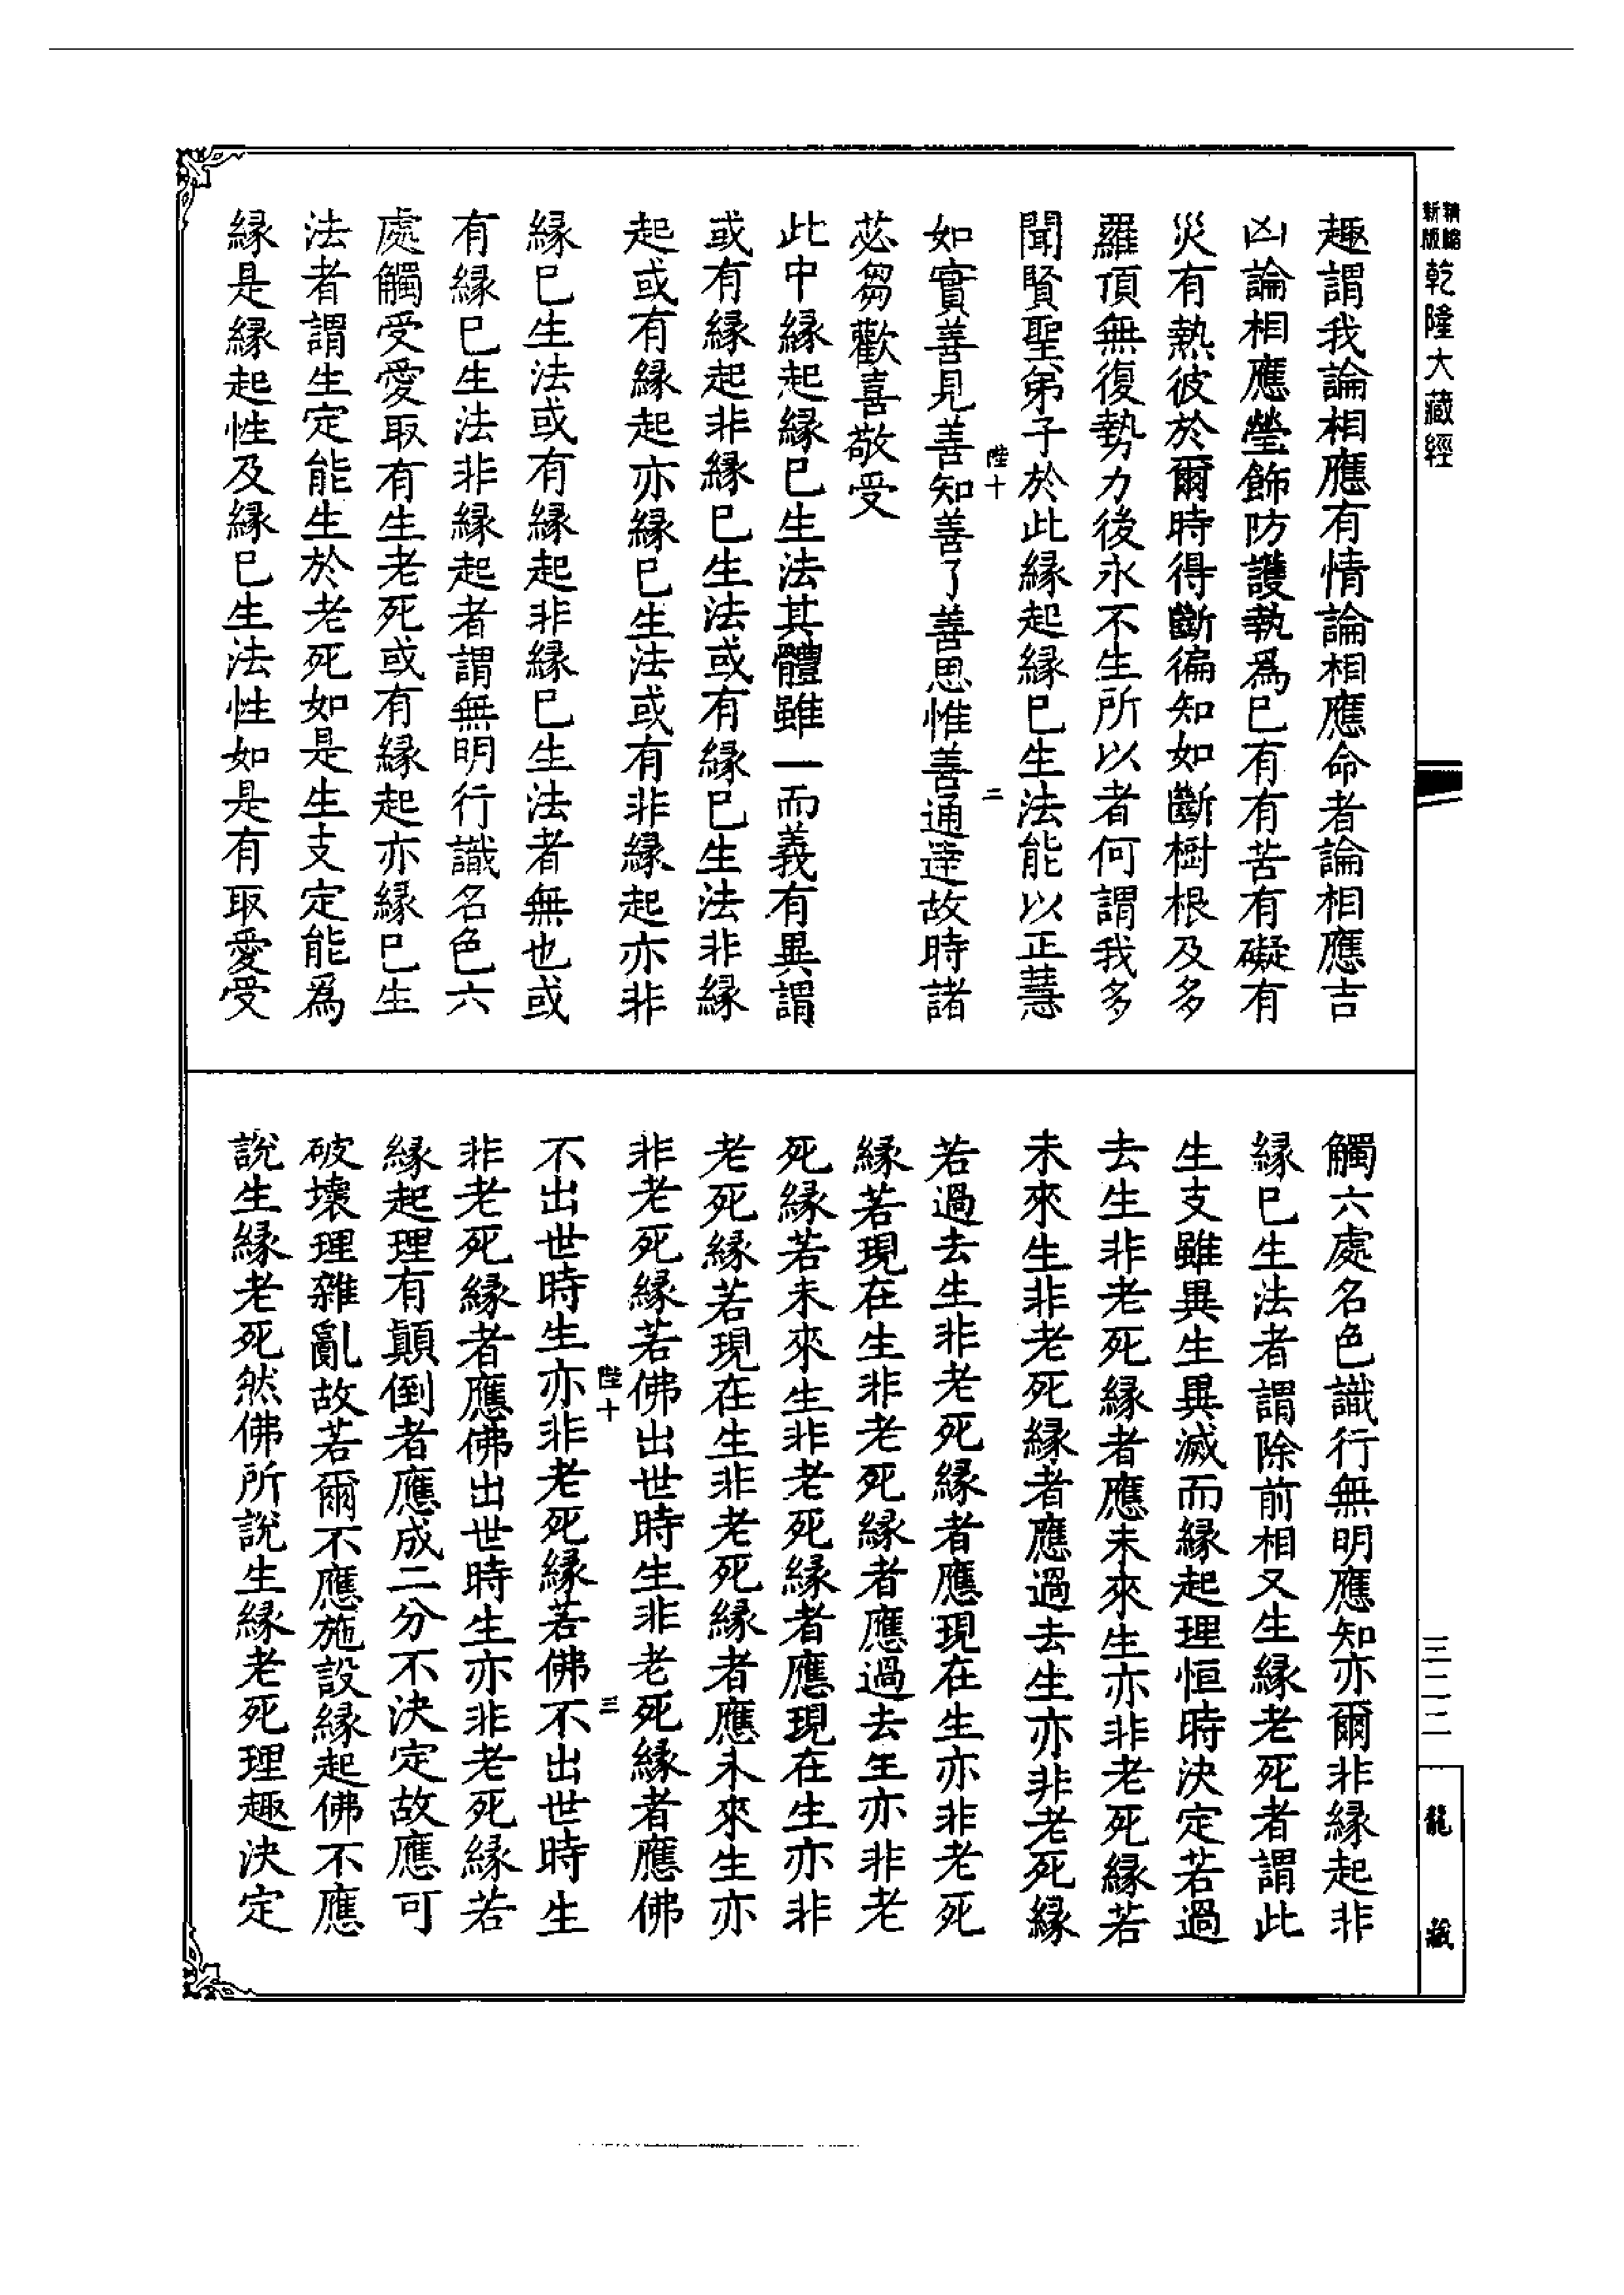 精縮
新版
乾隆大藏經
趣謂我論相應有情論相應命者論相應吉
凶論相應瑩飾防護執為巳有有苦有礙有
災有熱彼於爾時得斷徧知如斷樹根及多
羅頂無復勢力後永不生所以者何謂我多
聞賢聖弟子於此緣起緣巳生法能以正慧
陛十
二
如實善見善知善了善思惟善通達故時諸
苾芻歡喜敬受
此中緣起緣巳生法其體雖一而義有異謂
或有緣起非緣巳生法或有緣巳生法非緣
起或有緣起亦緣巳生法或有非緣起亦非
緣巳生法或有緣起非緣巳生法者無也或
有緣巳生法非緣起者謂無明行識名色六
處觸受愛取有生老死或有緣起亦緣巳生
法者謂生定能生於老死如是生支定能為
緣是緣起性及緣巳生法性如是有取愛受
觸六處名色識行無明應知亦爾非緣起非
緣巳生法者謂除前相又生緣老死者謂此
生支雖異生異滅而緣起理恒時決定若過
去生非老死緣者應未來生亦非老死緣若
未來生非老死緣者應過去生亦非老死緣
若過去生非老死緣者應現在生亦非老死
緣若現在生非老死緣者應過去生亦非老
死緣若未來生非老死緣者應現在生亦非
老死緣若現在生非老死緣者應未來生亦
非老死緣若佛出世時生非老死緣者應佛
陛十
三
不出世時生亦非老死緣若佛不出世時生
非老死緣者應佛出世時生亦非老死緣若
緣起理有顛倒者應成二分不決定故應可
破壞理雜亂故若爾不應施設緣起佛不應
說生緣老死然佛所說生緣老死理趣決定
三二二
龍藏